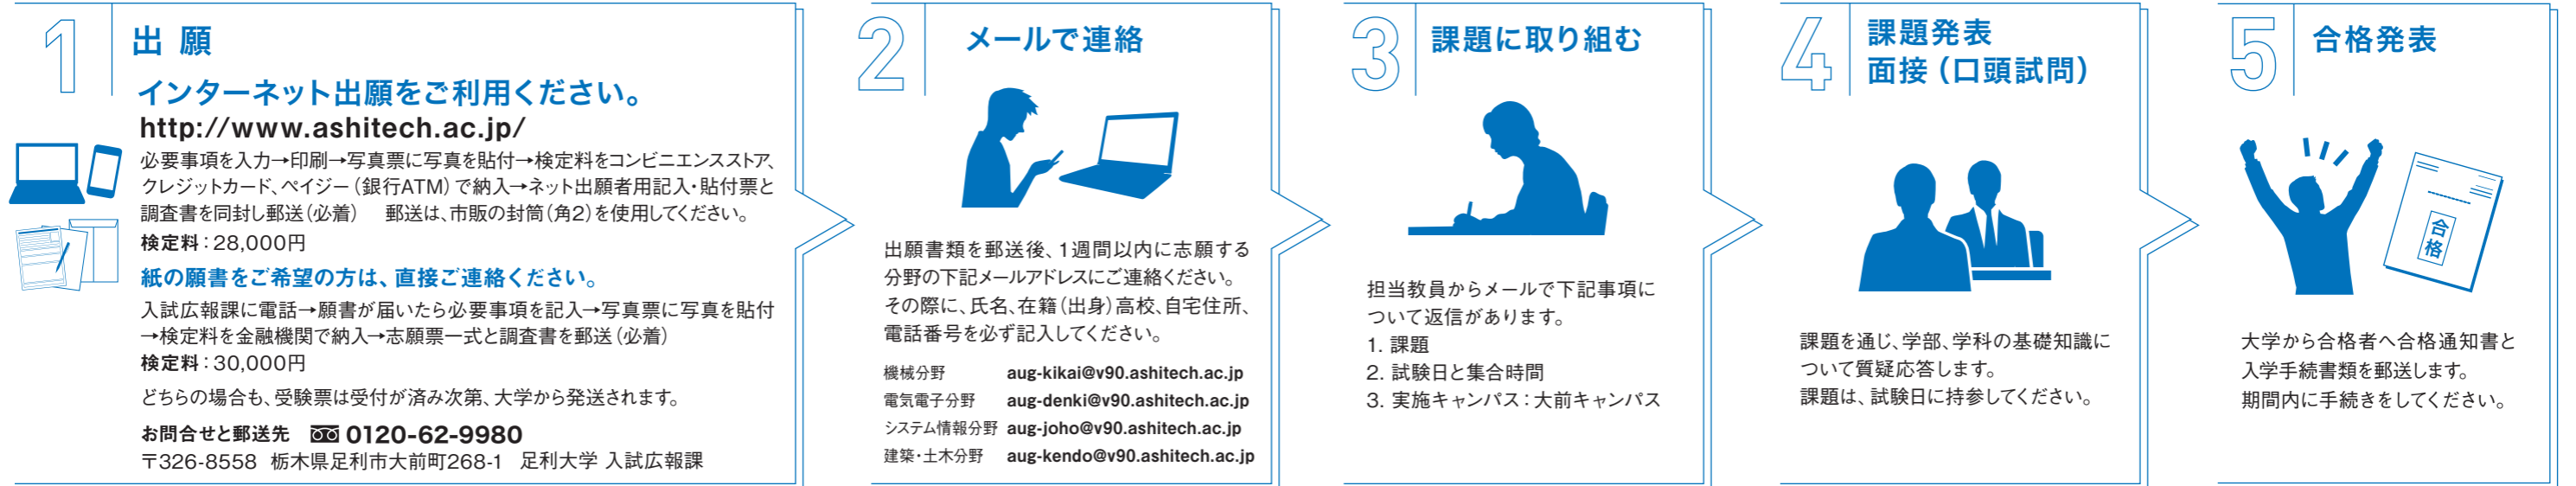 1
出 願
インターネット出願をご利用ください。
http://www.ashitech.ac.jp/
必要事項を入力→印刷→写真票に写真を貼付→検定料をコンビニエンスストア、
クレジットカード、ペイジー（銀行ATM）で納入→ネット出願者用記入・貼付票と
調査書を同封し郵送（必着）　郵送は、市販の封筒（角2）を使用してください。
検定料：28,000円
紙の願書をご希望の方は、直接ご連絡ください。
入試広報課に電話→願書が届いたら必要事項を記入→写真票に写真を貼付
→検定料を金融機関で納入→志願票一式と調査書を郵送（必着）
検定料：30,000円
どちらの場合も、受験票は受付が済み次第、大学から発送されます。
お問合せと郵送先　0120-62-9980
〒326-8558 栃木県足利市大前町268-1 足利大学 入試広報課
2
メールで連絡
出願書類を郵送後、1週間以内に志願する
分野の下記メールアドレスにご連絡ください。
その際に、氏名、在籍（出身）高校、自宅住所、
電話番号を必ず記入してください。
機械分野 aug-kikai@v90.ashitech.ac.jp
電気電子分野 aug-denki@v90.ashitech.ac.jp
システム情報分野 aug-joho@v90.ashitech.ac.jp
建築・土木分野 aug-kendo@v90.ashitech.ac.jp
3
課題に取り組む
担当教員からメールで下記事項に
ついて返信があります。
1. 課題
2. 試験日と集合時間
3. 実施キャンパス：大前キャンパス
4
課題発表
面接（口頭試問）
課題を通じ、学部、学科の基礎知識に
ついて質疑応答します。
課題は、試験日に持参してください。
5
合格発表
合格
大学から合格者へ合格通知書と
入学手続書類を郵送します。
期間内に手続きをしてください。